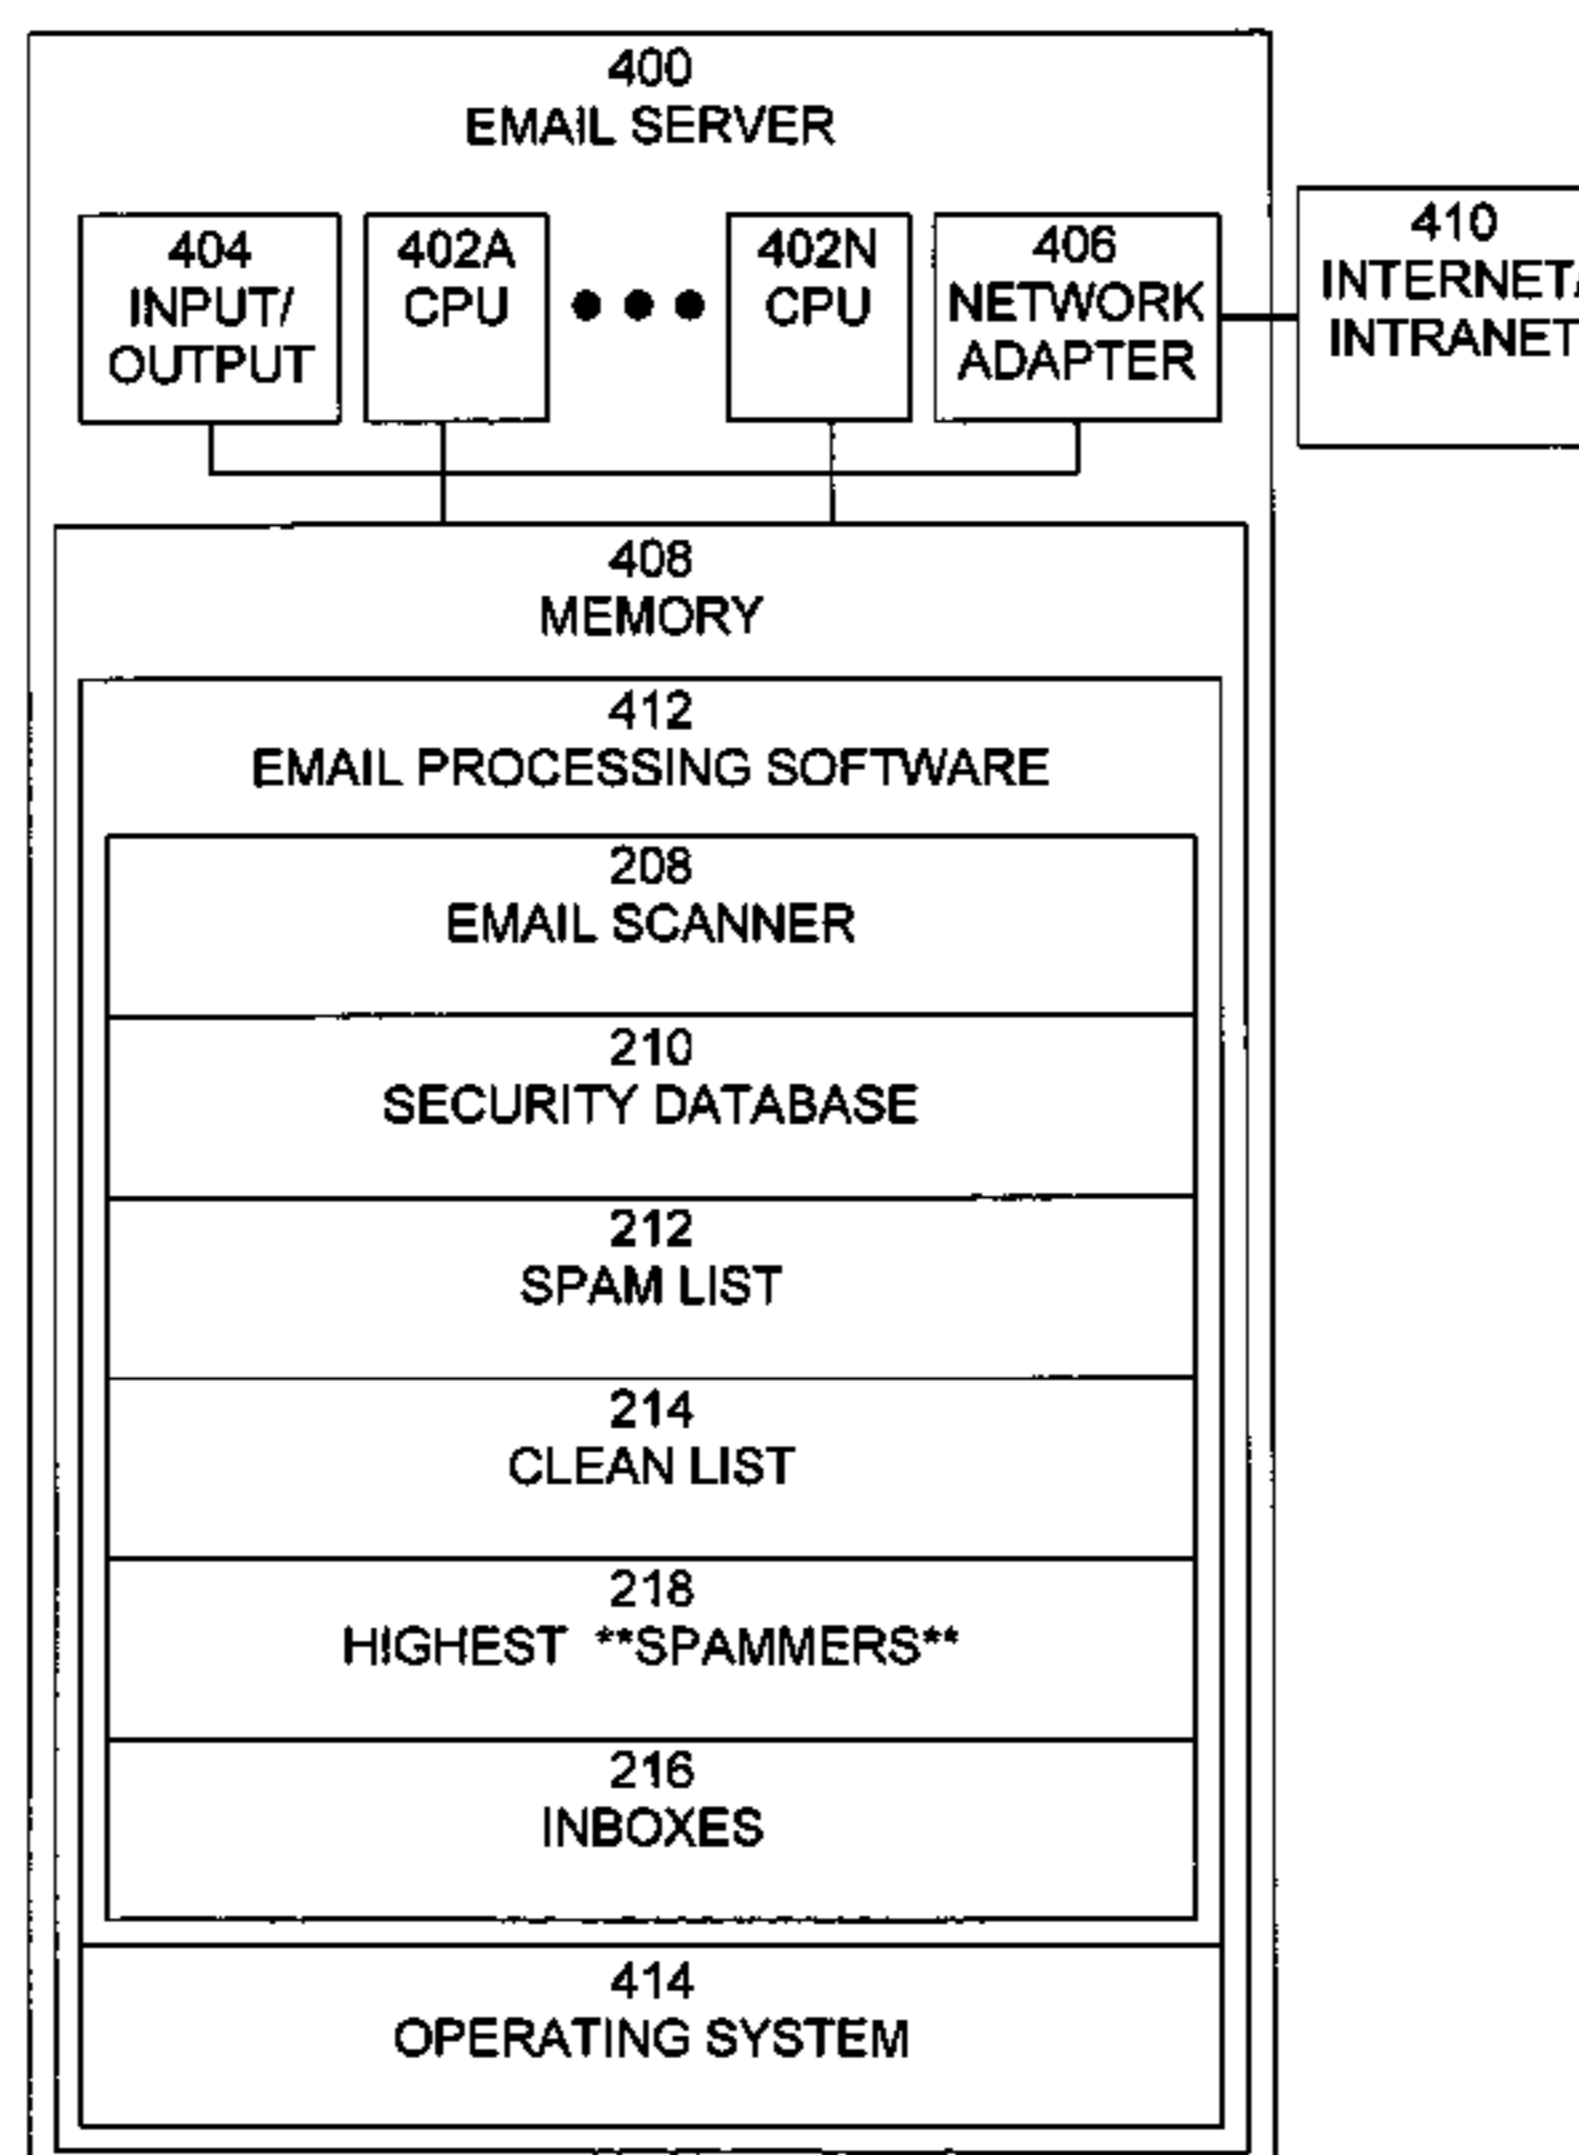 400
EMAIL SERVER
404
INPUT/
OUTPUT
402A
CPU
402N
CPU
406
NETWORK
ADAPTER
410
INTERNET/
INTRANET
408
MEMORY
412
EMAIL PROCESSING SOFTWARE
208
EMAIL SCANNER
210
SECURITY DATABASE
212
SPAM LIST
214
CLEAN LIST
218
HIGHEST **SPAMMERS**
216
INBOXES
414
OPERATING SYSTEM